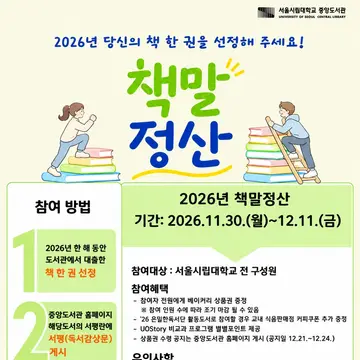 서울시립대학교 중앙도서관
UNIVERSITY OF SEOUL CENTRAL LIBRARY
2026년 당신의 책 한 권을 선정해 주세요!
책말
정산
참여 방법
1
2026년 한 해 동안
도서관에서 대출한
책 한 권 선정
2
중앙도서관 홈페이지
해당도서의 서평란에
서평(독서감상문)
게시
2026년 책말정산
기간: 2026.11.30.(월)~12.11.(금)
참여대상 : 서울시립대학교 전 구성원
참여혜택
- 참여자 전원에게 베이커리 상품권 증정
※ 참여 인원 수에 따라 조기 마감 될 수 있음
- '26 은밀한독서단 활동도서로 참여할 경우 교내 식음판매점 커피쿠폰 추가 증정
- UOStory 비교과 프로그램 별별포인트 제공
- 상품권 수령 공지는 중앙도서관 홈페이지 게시 (공지일 12.21.~12.24.)
유의사항